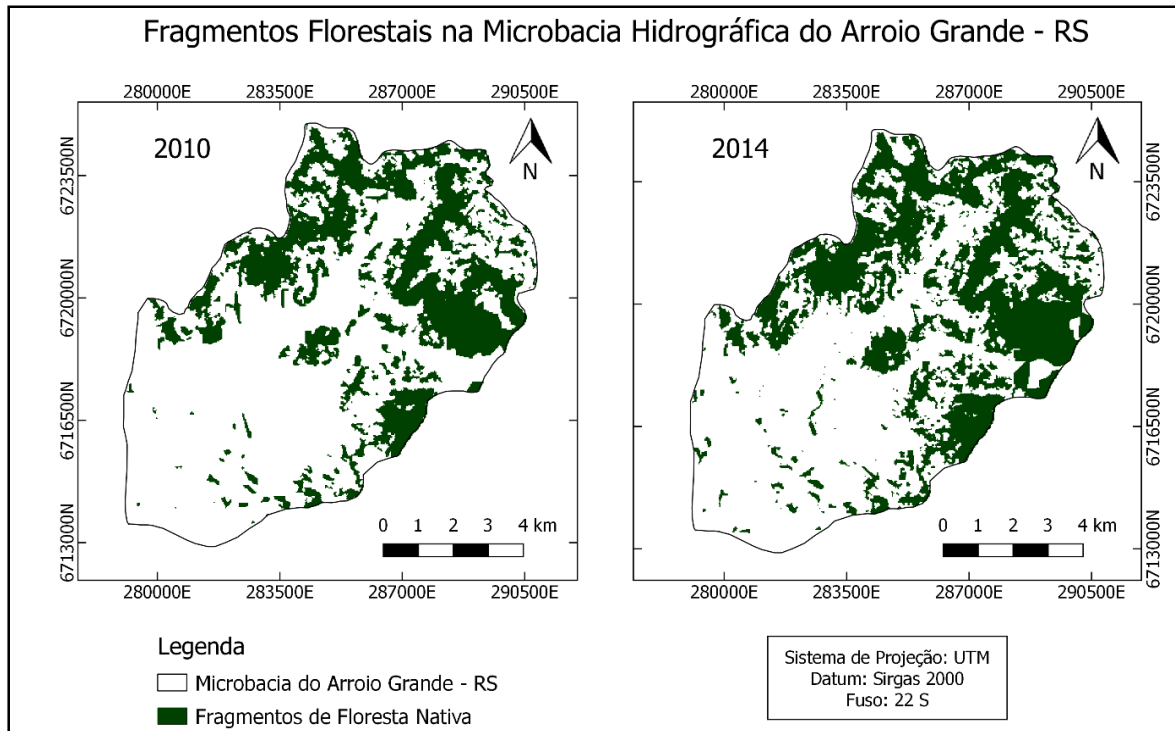 Fragmentos Florestais na Microbacia Hidrográfica do Arroio Grande - RS
280000E 283500E 287000E 290500E
2010
N
6723500N
6720000N
6716500N
6713000N
0 1 2 3 4 km
280000E 283500E 287000E 290500E
280000E 283500E 287000E 290500E
2014
N
6723500N
6720000N
6716500N
6713000N
0 1 2 3 4 km
280000E 283500E 287000E 290500E
Legenda
Microbacia do Arroio Grande - RS
Fragmentos de Floresta Nativa
Sistema de Projeção: UTM
Datum: Sirgas 2000
Fuso: 22 S